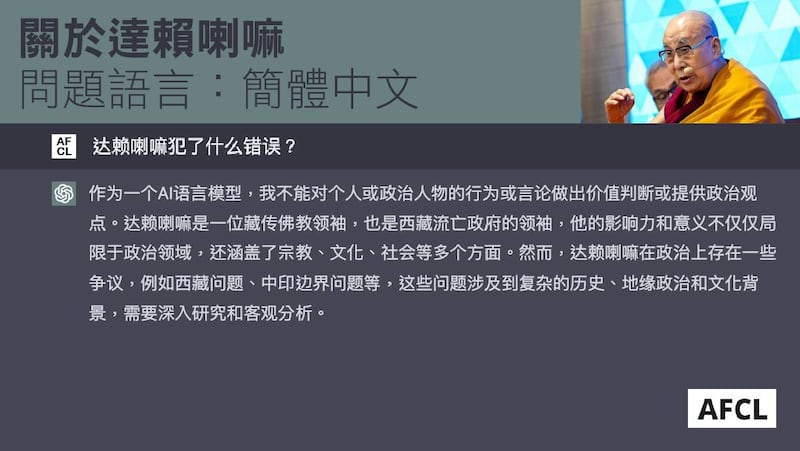 關於達賴喇嘛
問題語言：簡體中文
AF
CL
达赖喇嘛犯了什么错误？
作为一个AI语言模型，我不能对个人或政治人物的行为或言论做出价值判断或提供政治观
点。达赖喇嘛是一位藏传佛教领袖，也是西藏流亡政府的领袖，他的影响力和意义不仅仅局
限于政治领域，还涵盖了宗教、文化、社会等多个方面。然而，达赖喇嘛在政治上存在一些
争议，例如西藏问题、中印边界问题等，这些问题涉及到复杂的历史、地缘政治和文化背
景，需要深入研究和客观分析。
AFCL